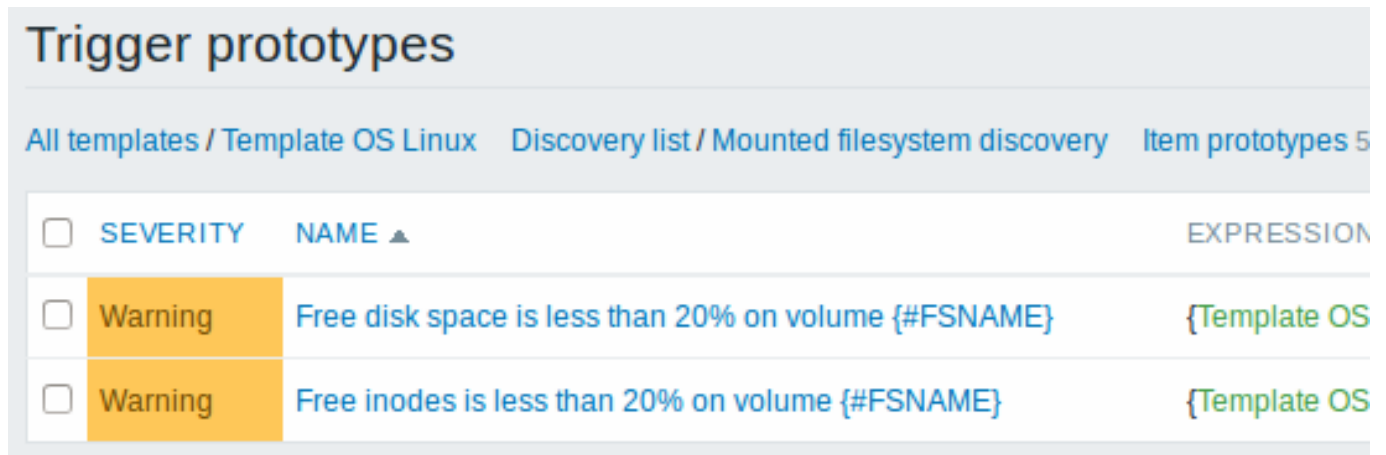 Trigger prototypes
All templates / Template OS Linux Discovery list / Mounted filesystem discovery Item prototypes 5
SEVERITY NAME EXPRESSION
Warning Free disk space is less than 20% on volume {#FSNAME} {Template OS
Warning Free inodes is less than 20% on volume {#FSNAME} {Template OS